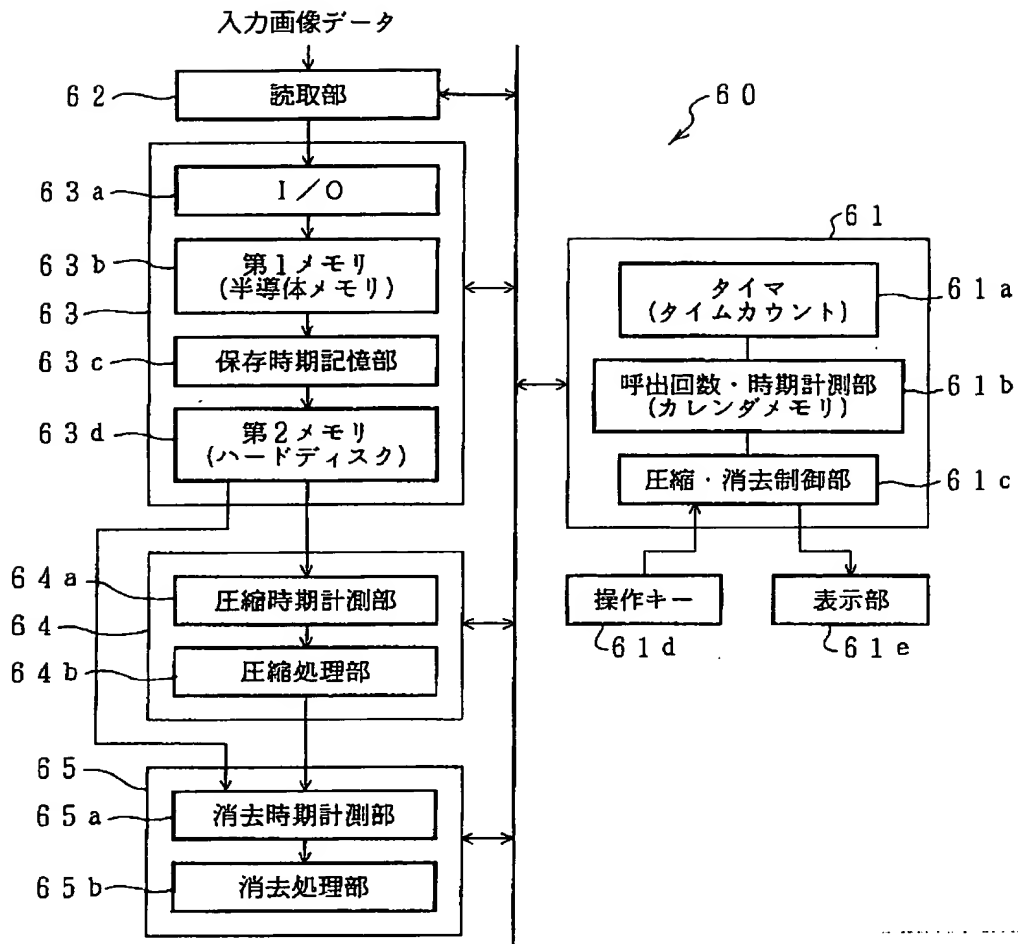 入力画像データ
62
読取部
60
63a
I／O
61
63b
第1メモリ
(半導体メモリ)
63
タイマ
(タイムカウント)
61a
63c
保存時期記憶部
呼出回数・時期計測部
(カレンダメモリ)
61b
63d
第2メモリ
(ハードディスク)
圧縮・消去制御部
61c
64a
圧縮時期計測部
操作キー
表示部
64
61d
61e
64b
圧縮処理部
65
65a
消去時期計測部
65b
消去処理部